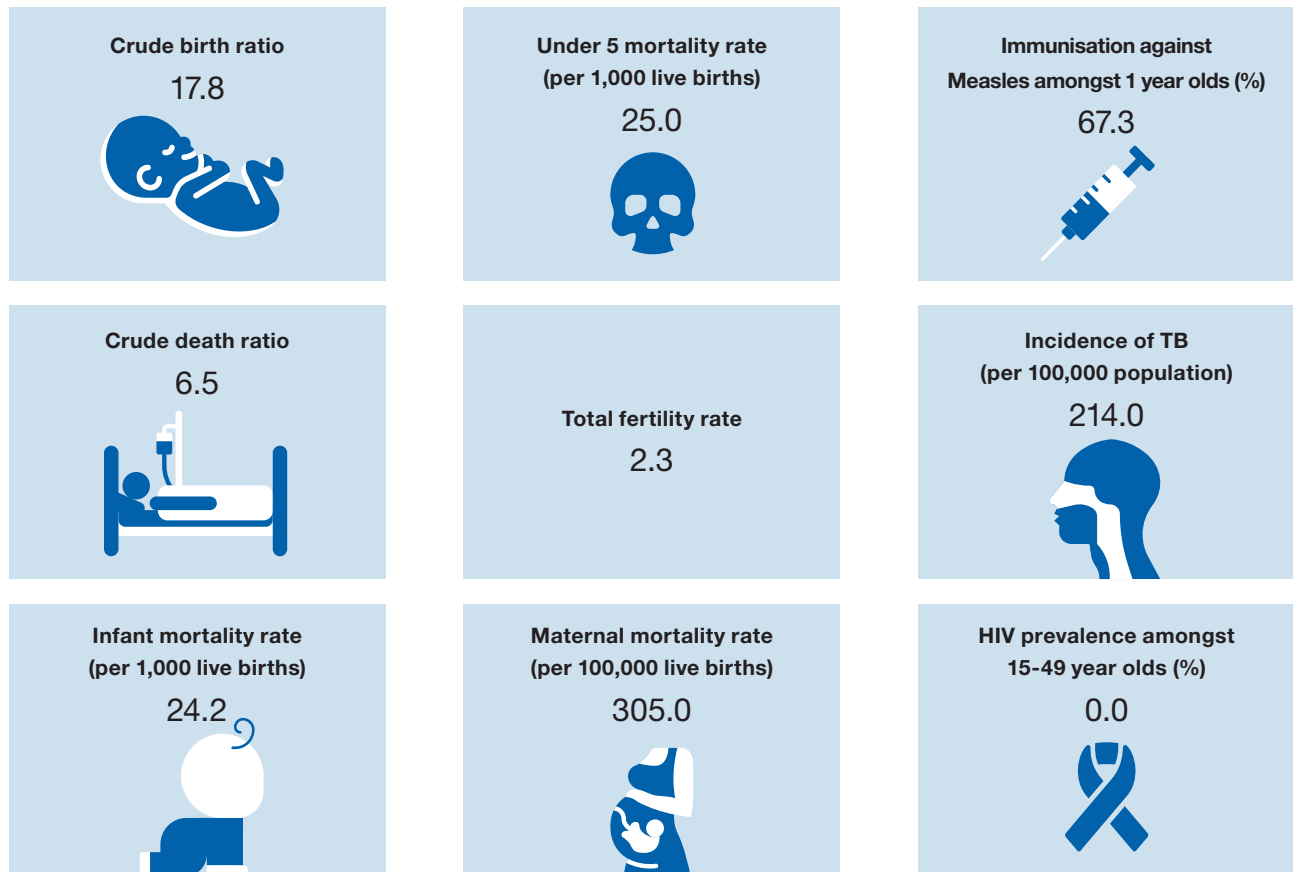 Crude birth ratio
17.8
Under 5 mortality rate
(per 1,000 live births)
25.0
Immunisation against
Measles amongst 1 year olds (%)
67.3
Crude death ratio
6.5
Total fertility rate
2.3
Incidence of TB
(per 100,000 population)
214.0
Infant mortality rate
(per 1,000 live births)
24.2
Maternal mortality rate
(per 100,000 live births)
305.0
HIV prevalence amongst
15-49 year olds (%)
0.0